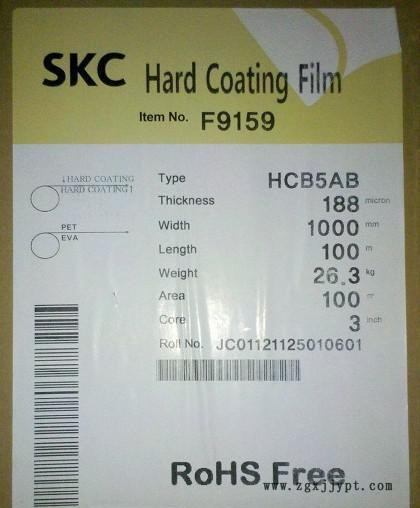 SKC Hard Coating Film
Item No. F9159
↓HARD COATING
HARD COATING↑
PET
EVA
Type HCB5AB
Thickness 188 micron
Width 1000 mm
Length 100 m
Weight 26.3 kg
Area 100 m²
Core 3 inch
Roll No. JC01121125010601
RoHS Free
www.zgxjjypt.com